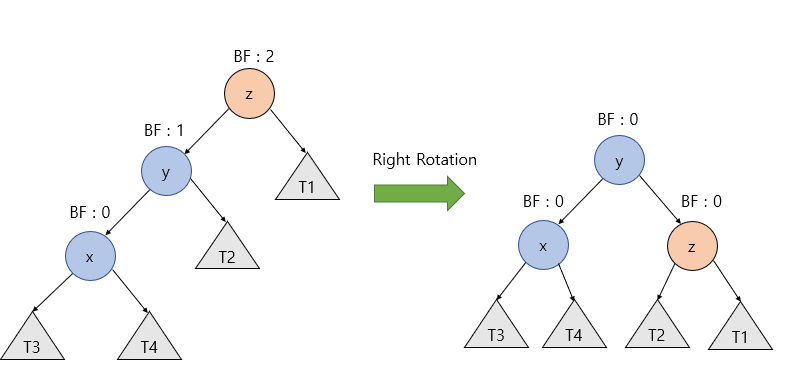 BF : 2
z
BF : 1
y
T1
BF : 0
x
T2
T3
T4
Right Rotation
BF : 0
y
BF : 0
BF : 0
x
z
T3
T4
T2
T1